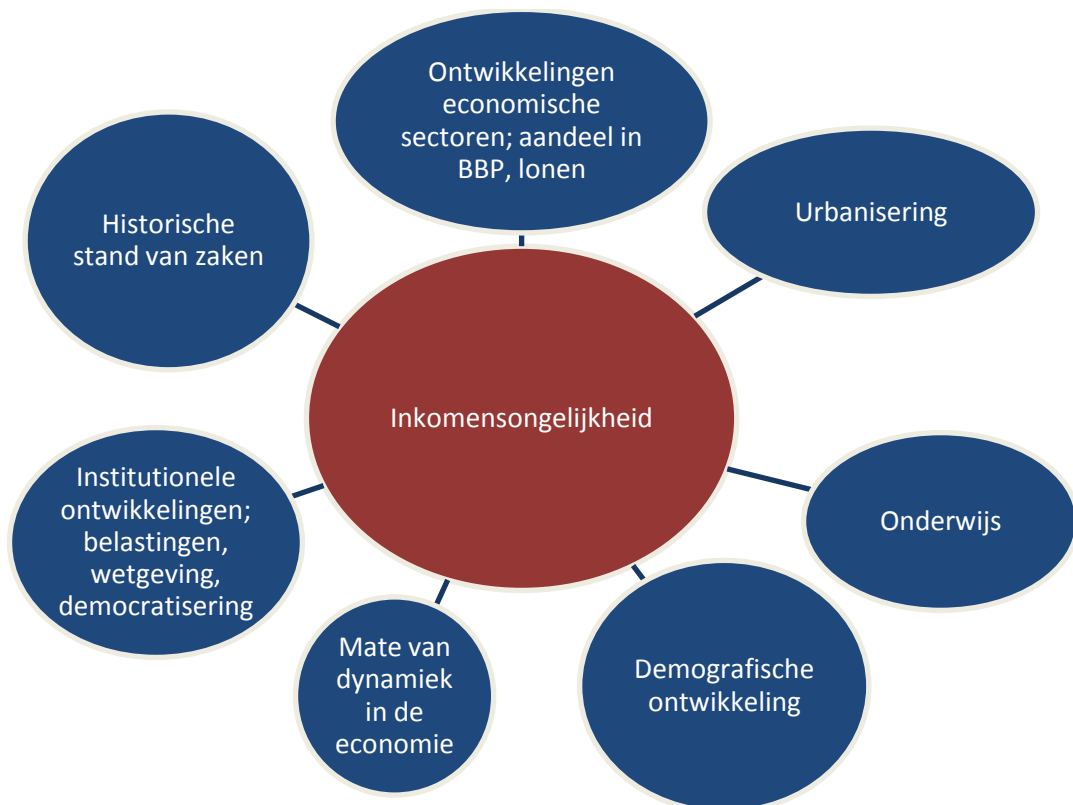 Ontwikkelingen
economische
sectoren; aandeel in
BBP, lonen
Urbanisering
Historische
stand van zaken
Inkomensongelijkheid
Institutionele
ontwikkelingen;
belastingen,
wetgeving,
democratisering
Onderwijs
Mate van
dynamiek
in de
economie
Demografische
ontwikkeling